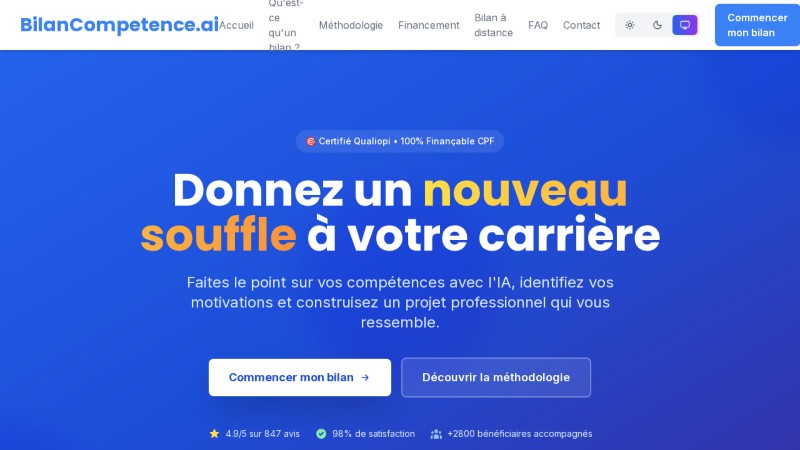 BilanCompetence.ai
Accueil
Qu'est-
ce
qu'un
bilan ?
Méthodologie
Financement
Bilan à
distance
FAQ
Contact
Commencer
mon bilan
🎯 Certifié Qualiopi • 100% Finançable CPF
Donnez un nouveau
souffle à votre carrière
Faites le point sur vos compétences avec l'IA, identifiez vos
motivations et construisez un projet professionnel qui vous
ressemble.
Commencer mon bilan →
Découvrir la méthodologie
4.9/5 sur 847 avis
98% de satisfaction
+2800 bénéficiaires accompagnés